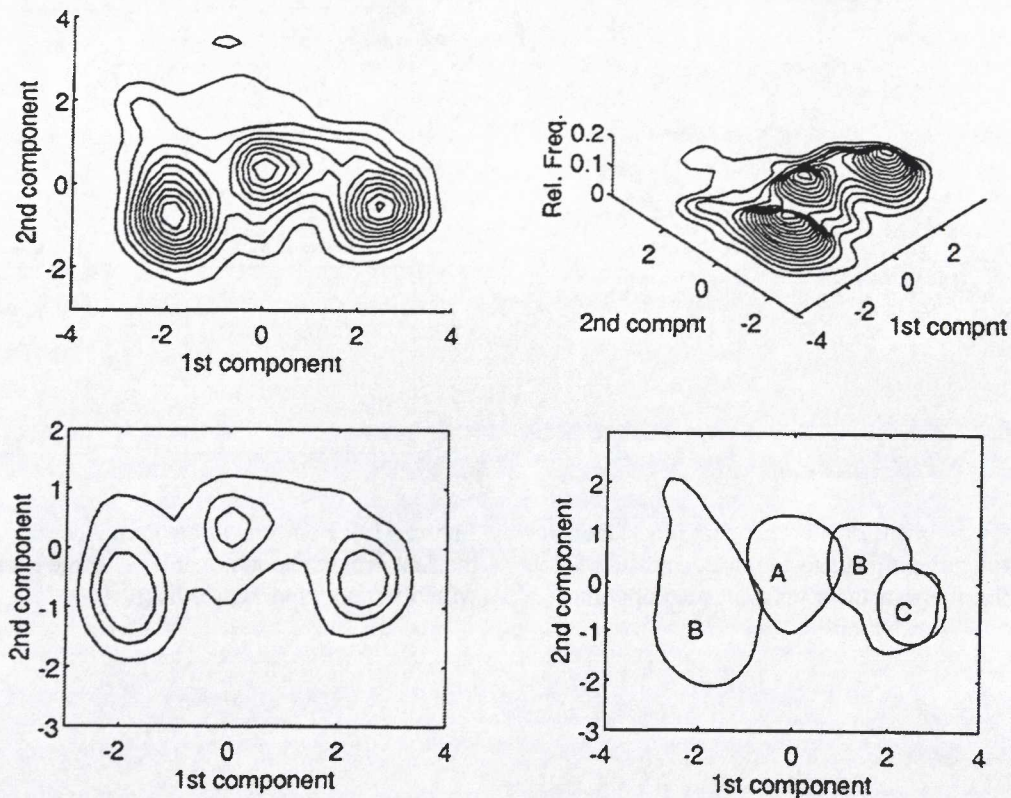 4
2
0
-2
-4 -2 0 2 4
2nd component
1st component
0.2
0.1
0
Rel. Freq.
2
0
-2
-4
-2
0
2
2nd compnt
1st compnt
2
1
0
-1
-2
-3
-2 0 2 4
2nd component
1st component
2
1
0
-1
-2
-3
-4 -2 0 2 4
2nd component
1st component
A
B
B
C